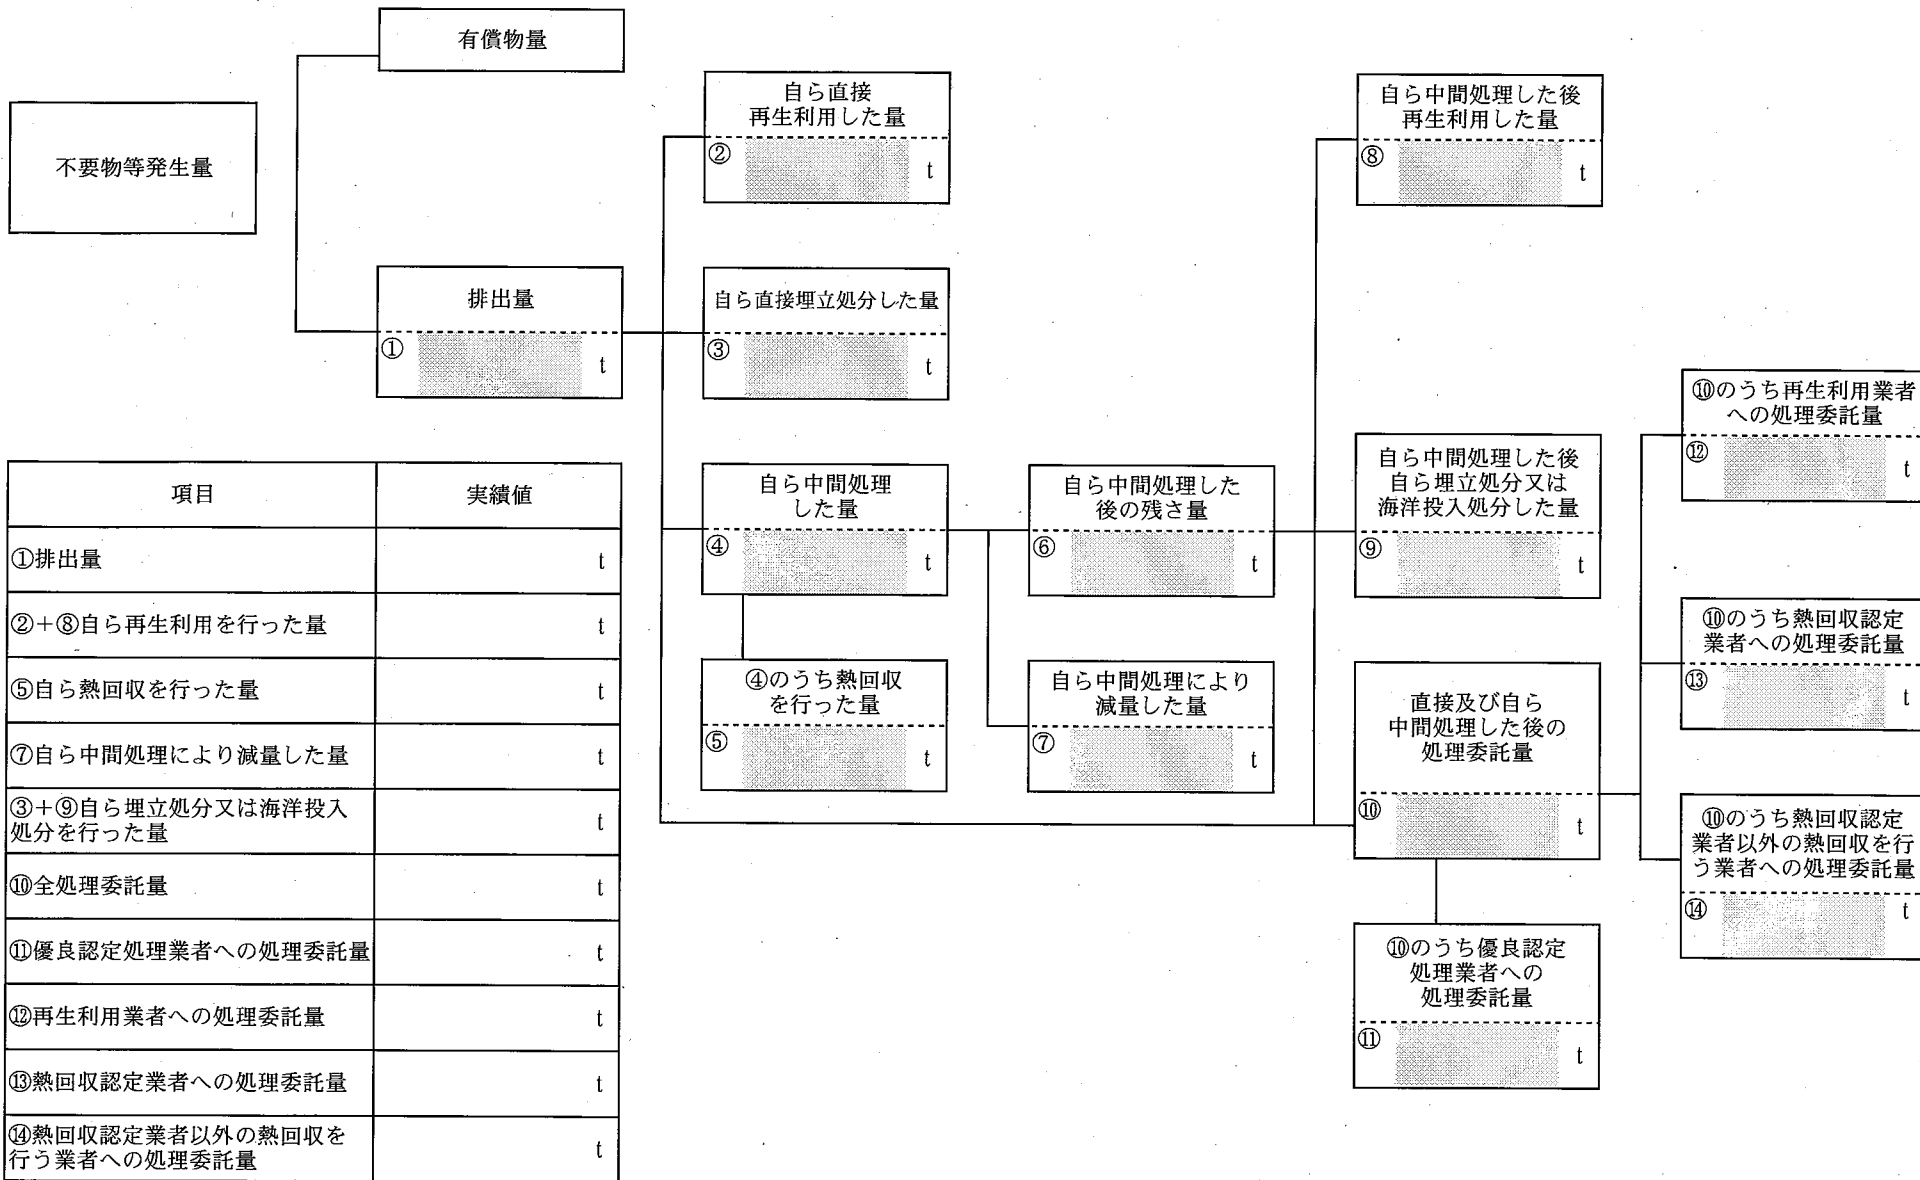 有償物量
不要物等発生量
排出量
①
t
自ら直接
再生利用した量
②
t
自ら直接埋立処分した量
③
t
自ら中間処理
した量
④
t
④のうち熱回収
を行った量
⑤
t
自ら中間処理した
後の残さ量
⑥
t
自ら中間処理により
減量した量
⑦
t
自ら中間処理した後
再生利用した量
⑧
t
自ら中間処理した後
自ら埋立処分又は
海洋投入処分した量
⑨
t
直接及び自ら
中間処理した後の
処理委託量
⑩
t
⑩のうち優良認定
処理業者への
処理委託量
⑪
t
⑩のうち再生利用業者
への処理委託量
⑫
t
⑩のうち熱回収認定
業者への処理委託量
⑬
t
⑩のうち熱回収認定
業者以外の熱回収を行
う業者への処理委託量
⑭
t
項目 実績値
①排出量 t
②+⑧自ら再生利用を行った量 t
⑤自ら熱回収を行った量 t
⑦自ら中間処理により減量した量 t
③+⑨自ら埋立処分又は海洋投入
処分を行った量 t
⑩全処理委託量 t
⑪優良認定処理業者への処理委託量 t
⑫再生利用業者への処理委託量 t
⑬熱回収認定業者への処理委託量 t
⑭熱回収認定業者以外の熱回収を
行う業者への処理委託量 t